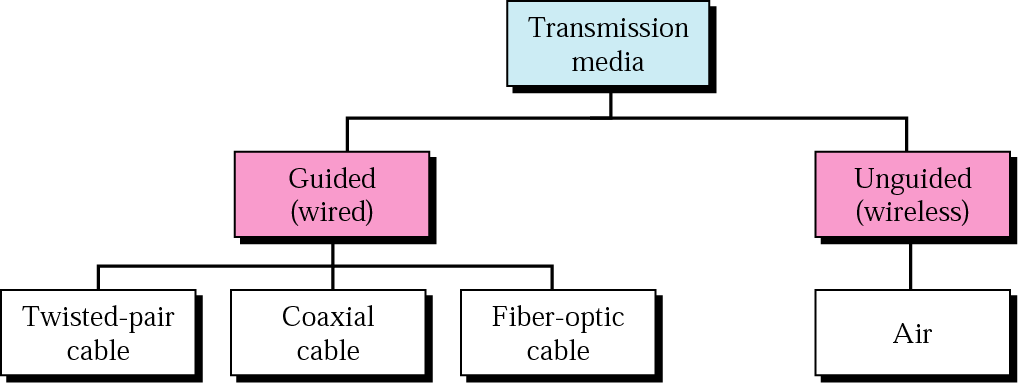 Transmission
media
Guided
(wired)
Unguided
(wireless)
Twisted-pair
cable
Coaxial
cable
Fiber-optic
cable
Air